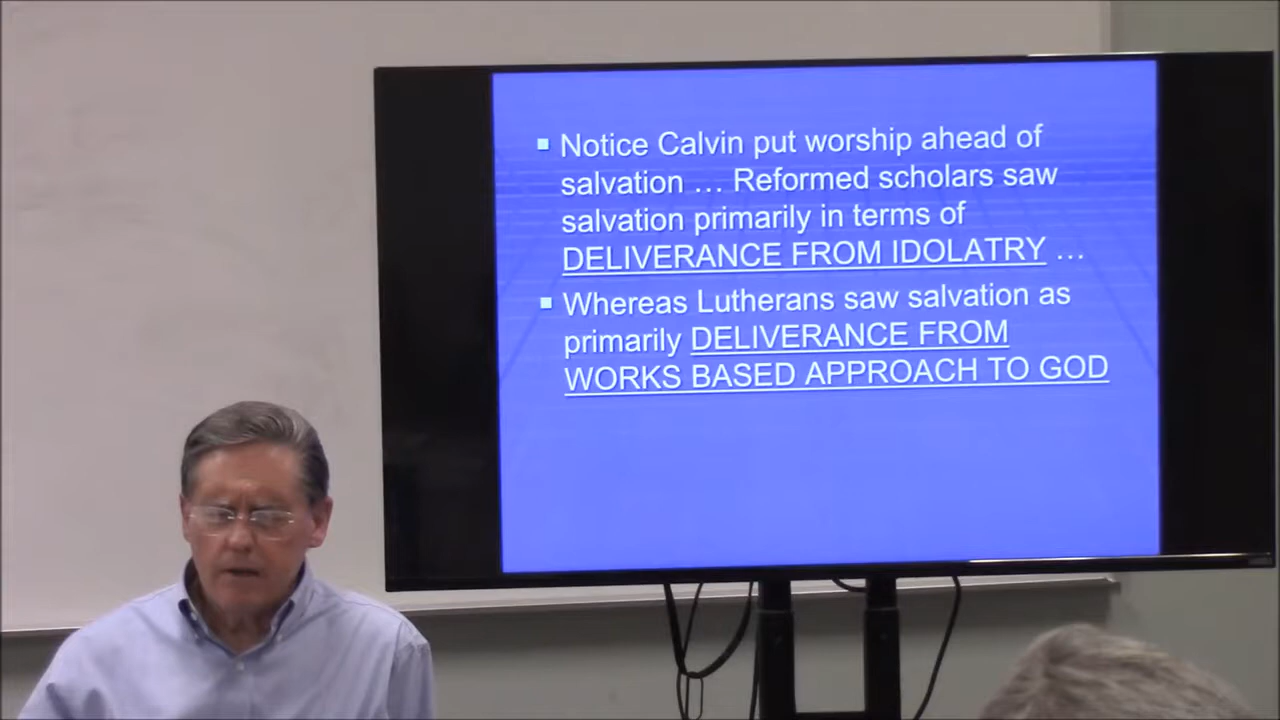 ▪ Notice Calvin put worship ahead of
salvation … Reformed scholars saw
salvation primarily in terms of
DELIVERANCE FROM IDOLATRY …
▪ Whereas Lutherans saw salvation as
primarily DELIVERANCE FROM
WORKS BASED APPROACH TO GOD